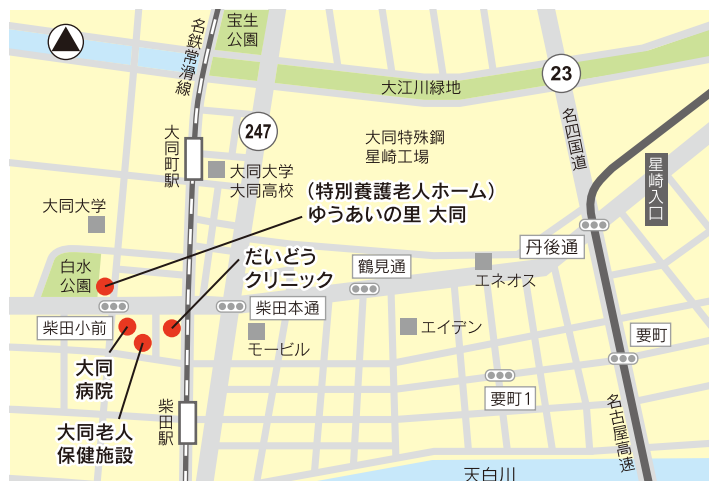 宝生
公園
名鉄常滑線
23
大江川緑地
247
大同特殊鋼
星崎工場
名四国道
大同町駅
大同大学
大同高校
星崎入口
(特別養護老人ホーム)
ゆうあいの里 大同
大同大学
丹後通
だいどう
クリニック
白水
公園
鶴見通
エネオス
柴田本通
柴田小前
エイデン
モービル
要町
大同
病院
要町1
柴田駅
名古屋高速
大同老人
保健施設
天白川